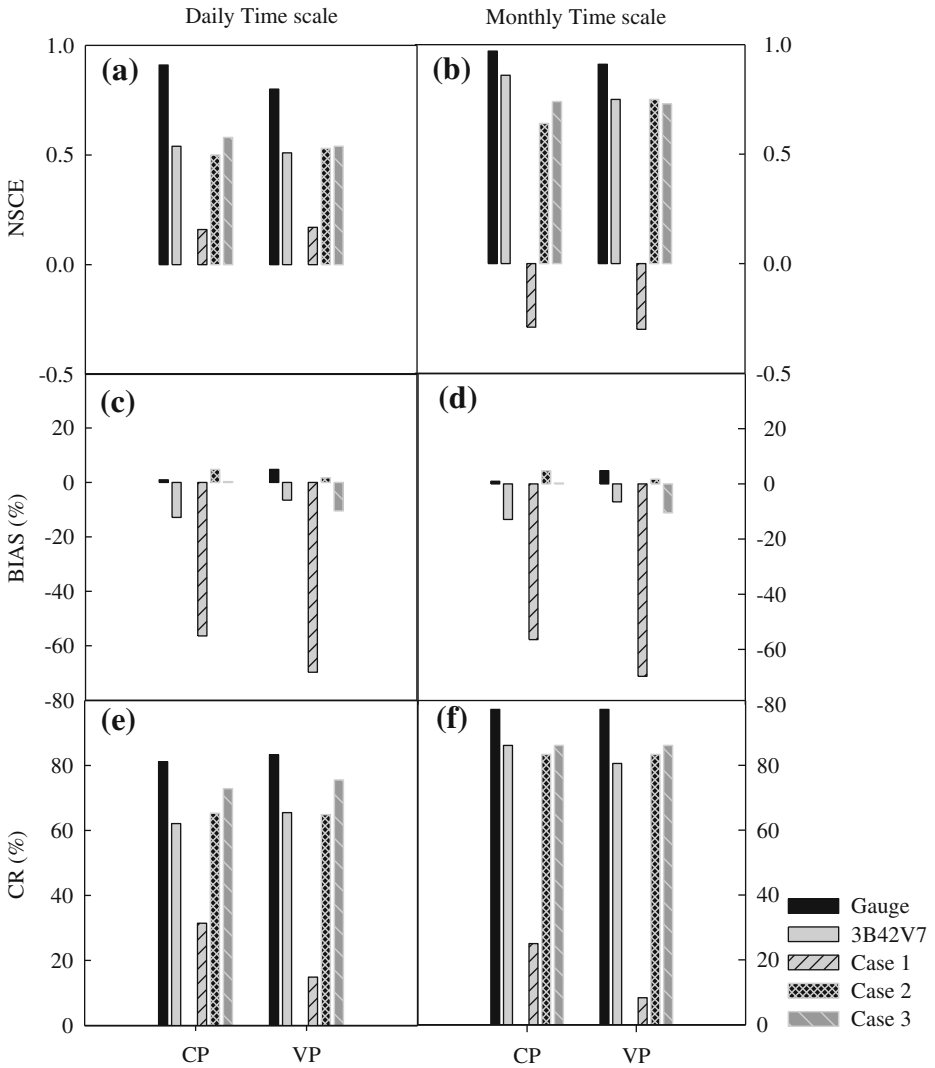 Daily Time scale
Monthly Time scale
(a)
(b)
NSCE
1.0
0.5
0.0
-0.5
1.0
0.5
0.0
-0.5
(c)
(d)
BIAS (%)
20
0
-20
-40
-60
-80
20
0
-20
-40
-60
-80
(e)
(f)
CR (%)
80
60
40
20
0
80
60
40
20
0
CP
VP
CP
VP
Gauge
3B42V7
Case 1
Case 2
Case 3